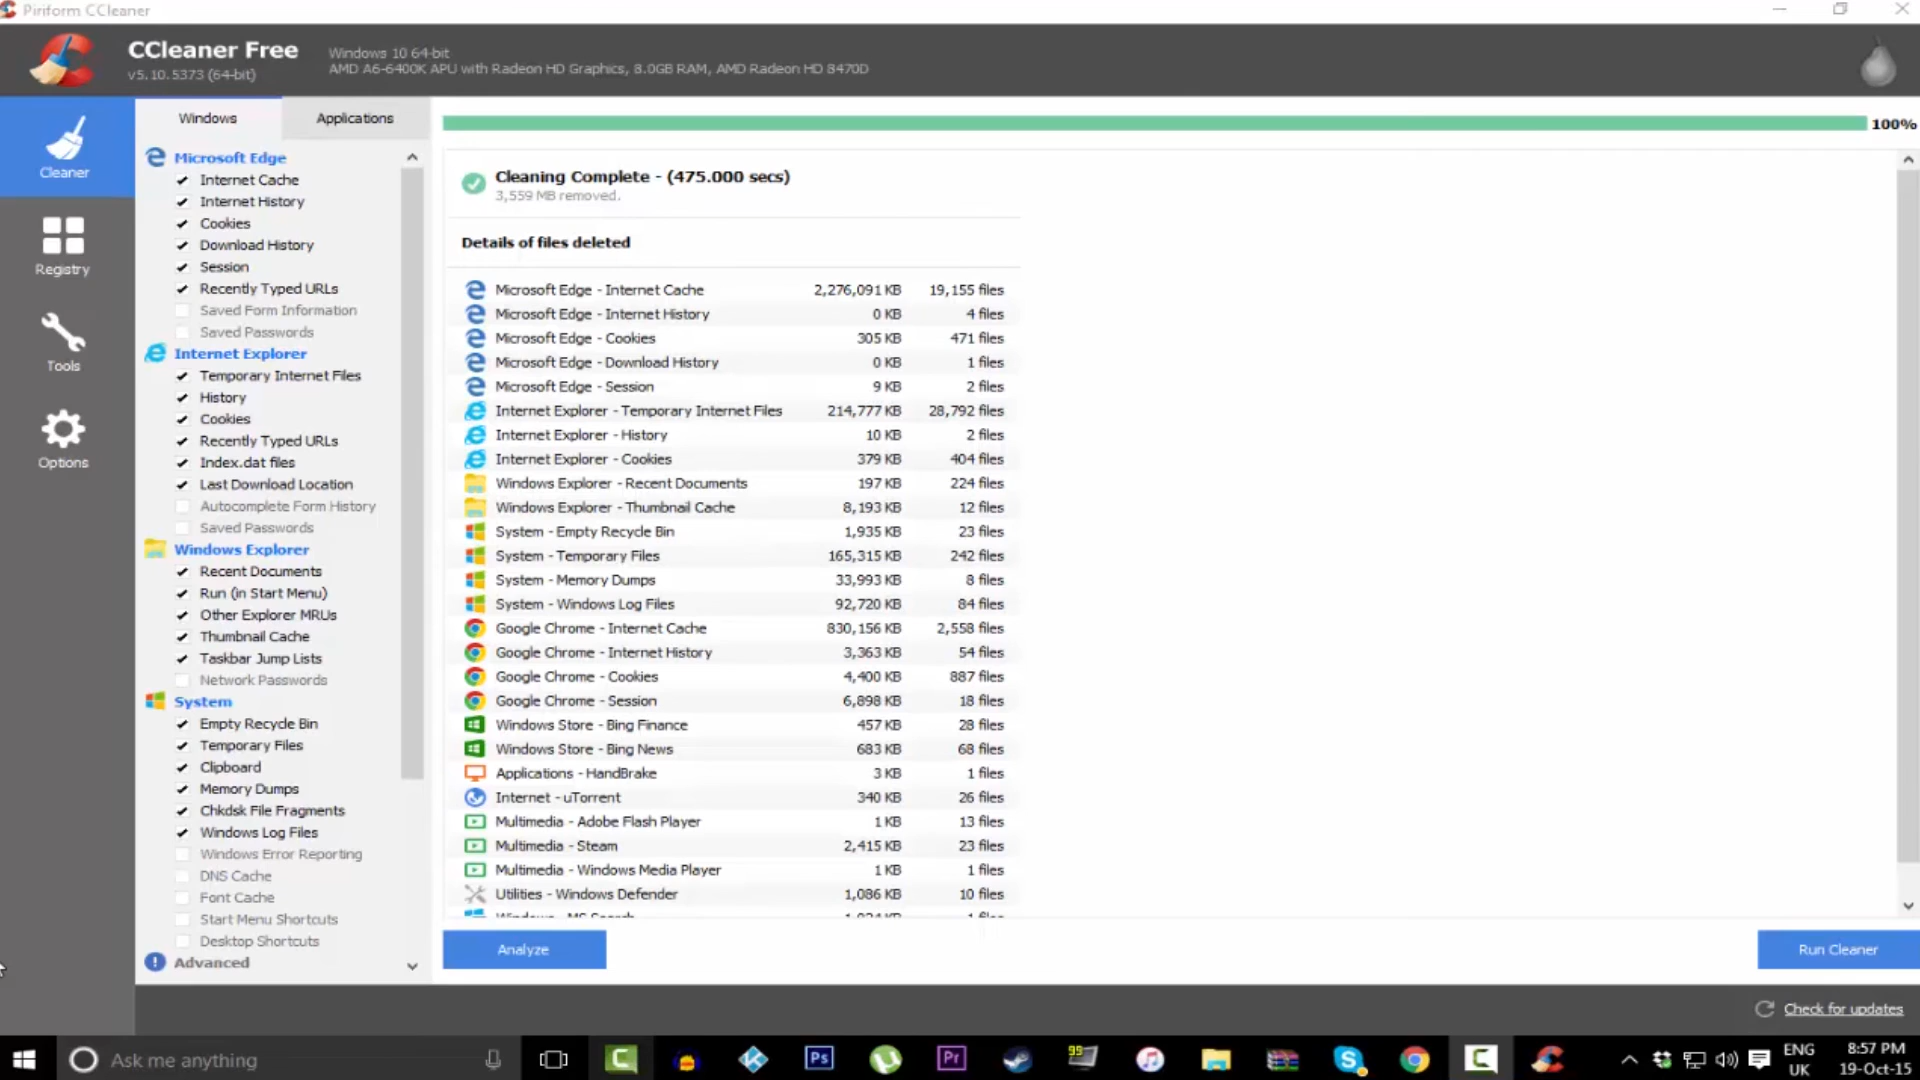 Piriform CCleaner
CCleaner Free
v5.10.5373 (64-bit)
Windows 10 64-bit
AMD A6-6400K APU with Radeon HD Graphics, 8.0GB RAM, AMD Radeon HD 8470D
Cleaner
Registry
Tools
Options
Windows
Applications
Microsoft Edge
Internet Cache
Internet History
Cookies
Download History
Session
Recently Typed URLs
Saved Form Information
Saved Passwords
Internet Explorer
Temporary Internet Files
History
Cookies
Recently Typed URLs
Index.dat files
Last Download Location
Autocomplete Form History
Saved Passwords
Windows Explorer
Recent Documents
Run (in Start Menu)
Other Explorer MRUs
Thumbnail Cache
Taskbar Jump Lists
Network Passwords
System
Empty Recycle Bin
Temporary Files
Clipboard
Memory Dumps
Chkdsk File Fragments
Windows Log Files
Windows Error Reporting
DNS Cache
Font Cache
Start Menu Shortcuts
Desktop Shortcuts
Advanced
100%
Cleaning Complete - (475.000 secs)
3,559 MB removed.
Details of files deleted
Microsoft Edge - Internet Cache 2,276,091 KB 19,155 files
Microsoft Edge - Internet History 0 KB 4 files
Microsoft Edge - Cookies 305 KB 471 files
Microsoft Edge - Download History 0 KB 1 files
Microsoft Edge - Session 9 KB 2 files
Internet Explorer - Temporary Internet Files 214,777 KB 28,792 files
Internet Explorer - History 10 KB 2 files
Internet Explorer - Cookies 379 KB 404 files
Windows Explorer - Recent Documents 197 KB 224 files
Windows Explorer - Thumbnail Cache 8,193 KB 12 files
System - Empty Recycle Bin 1,935 KB 23 files
System - Temporary Files 165,315 KB 242 files
System - Memory Dumps 33,993 KB 8 files
System - Windows Log Files 92,720 KB 84 files
Google Chrome - Internet Cache 830,156 KB 2,558 files
Google Chrome - Internet History 3,363 KB 54 files
Google Chrome - Cookies 4,400 KB 887 files
Google Chrome - Session 6,898 KB 18 files
Windows Store - Bing Finance 457 KB 28 files
Windows Store - Bing News 683 KB 68 files
Applications - HandBrake 3 KB 1 files
Internet - uTorrent 340 KB 26 files
Multimedia - Adobe Flash Player 1 KB 13 files
Multimedia - Steam 2,415 KB 23 files
Multimedia - Windows Media Player 1 KB 1 files
Utilities - Windows Defender 1,086 KB 10 files
Windows - MS Search
Analyze
Run Cleaner
Check for updates
Ask me anything
Ps
Pr
99
ENG
UK
8:57 PM
19-Oct-15